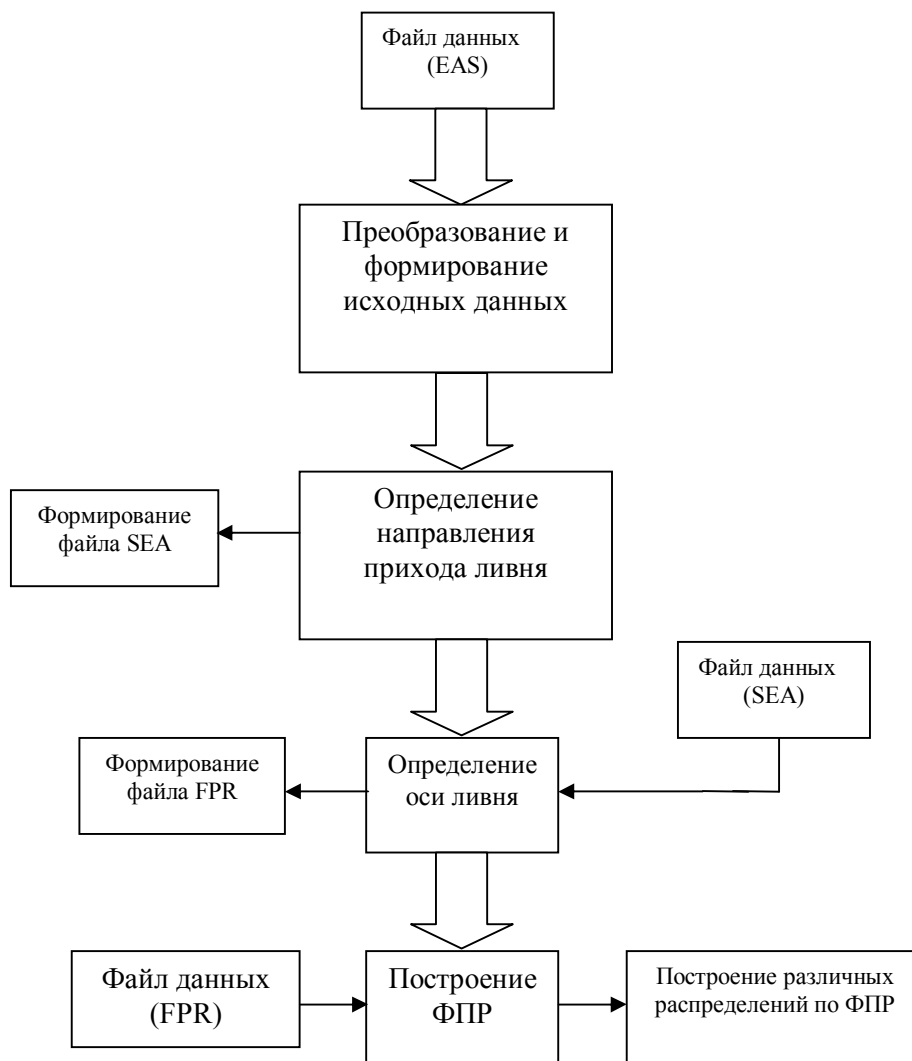 Файл данных
(EAS)
Преобразование и
формирование
исходных данных
Определение
направления
прихода ливня
Формирование
файла SEA
Файл данных
(SEA)
Определение
оси ливня
Формирование
файла FPR
Файл данных
(FPR)
Построение
ФПР
Построение различных
распределений по ФПР